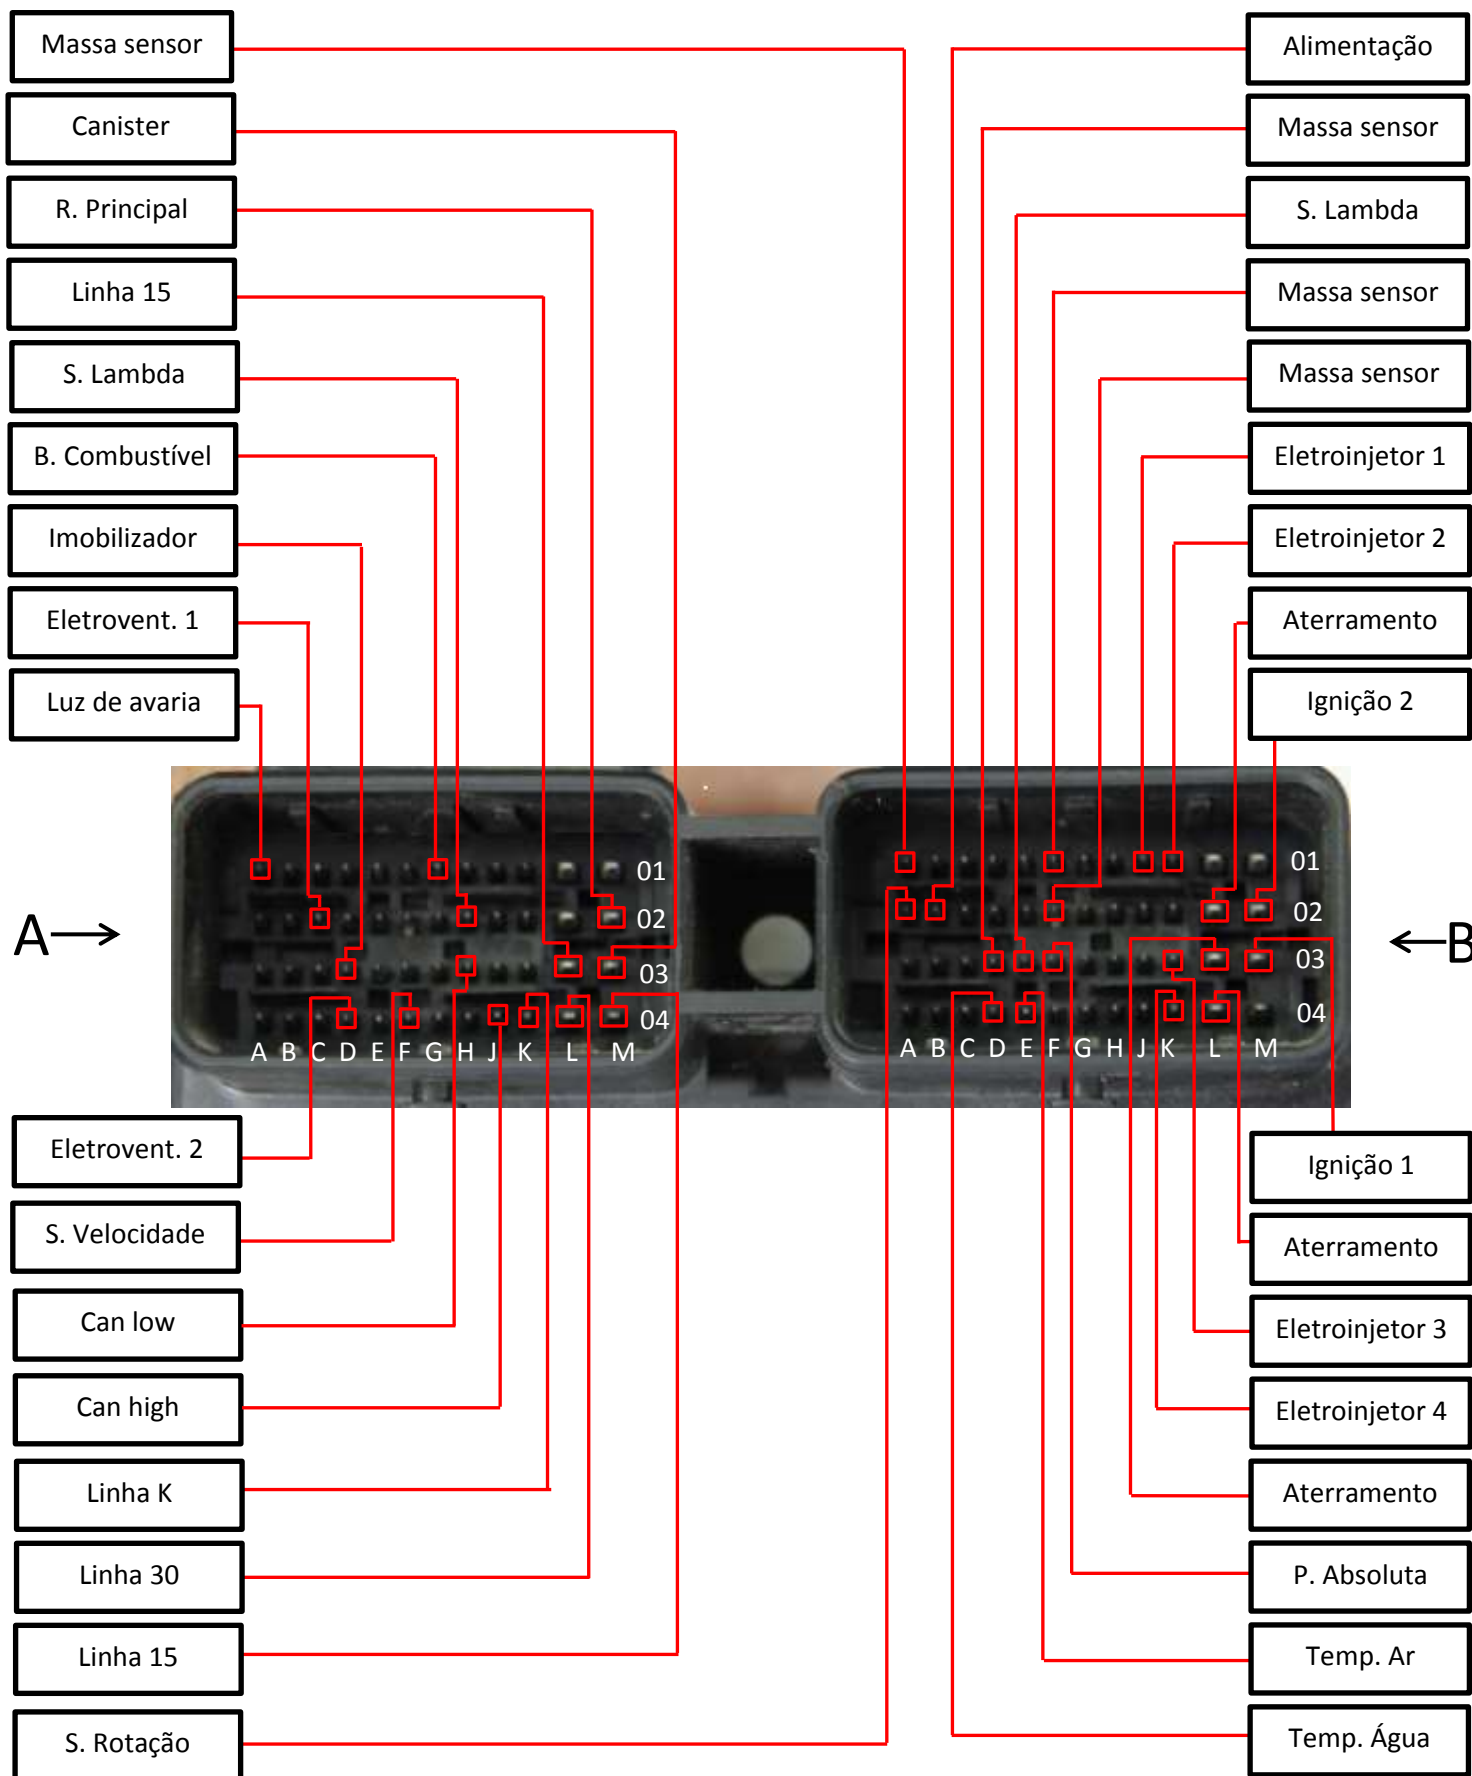 Massa sensor
Canister
R. Principal
Linha 15
S. Lambda
B. Combustível
Imobilizador
Eletrovent. 1
Luz de avaria
Alimentação
Massa sensor
S. Lambda
Massa sensor
Massa sensor
Eletroinjetor 1
Eletroinjetor 2
Aterramento
Ignição 2
A
01
02
03
04
A B C D E F G H J K L M
01
02
03
04
A B C D E F G H J K L M
B
Eletrovent. 2
S. Velocidade
Can low
Can high
Linha K
Linha 30
Linha 15
S. Rotação
Ignição 1
Aterramento
Eletroinjetor 3
Eletroinjetor 4
Aterramento
P. Absoluta
Temp. Ar
Temp. Água